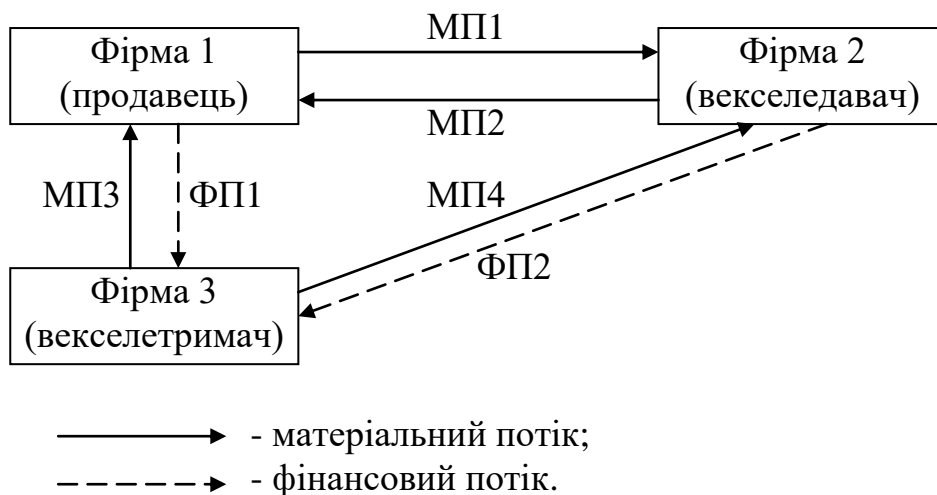 МП1
Фірма 1
(продавець)
Фірма 2
(векселедавач)
МП2
МП3
ФП1
МП4
ФП2
Фірма 3
(векселетримач)
- матеріальний потік;
- фінансовий потік.